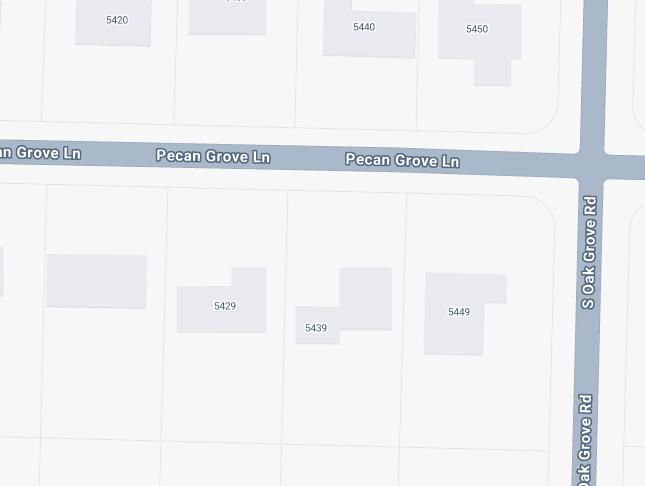 5420
5440
5450
an Grove Ln
Pecan Grove Ln
Pecan Grove Ln
S Oak Grove Rd
5429
5439
5449
Oak Grove Rd